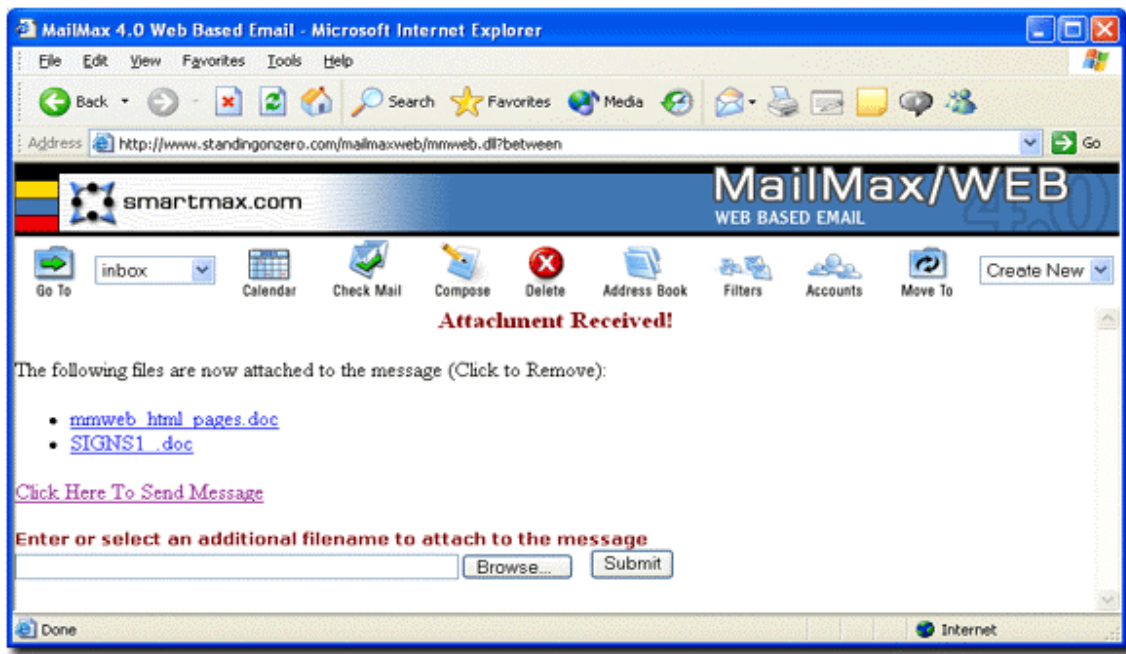 MailMax 4.0 Web Based Email - Microsoft Internet Explorer
File Edit View Favorites Tools Help
Back Search Favorites Media
Address http://www.standingonzero.com/mailmaxweb/mmweb.dll?between Go
smartmax.com MailMax/WEB
WEB BASED EMAIL 4.0
Go To inbox Calendar Check Mail Compose Delete Address Book Filters Accounts Move To Create New
Attachment Received!
The following files are now attached to the message (Click to Remove):
• mmweb_html_pages.doc
• SIGNS1_.doc
Click Here To Send Message
Enter or select an additional filename to attach to the message
Browse... Submit
Done Internet